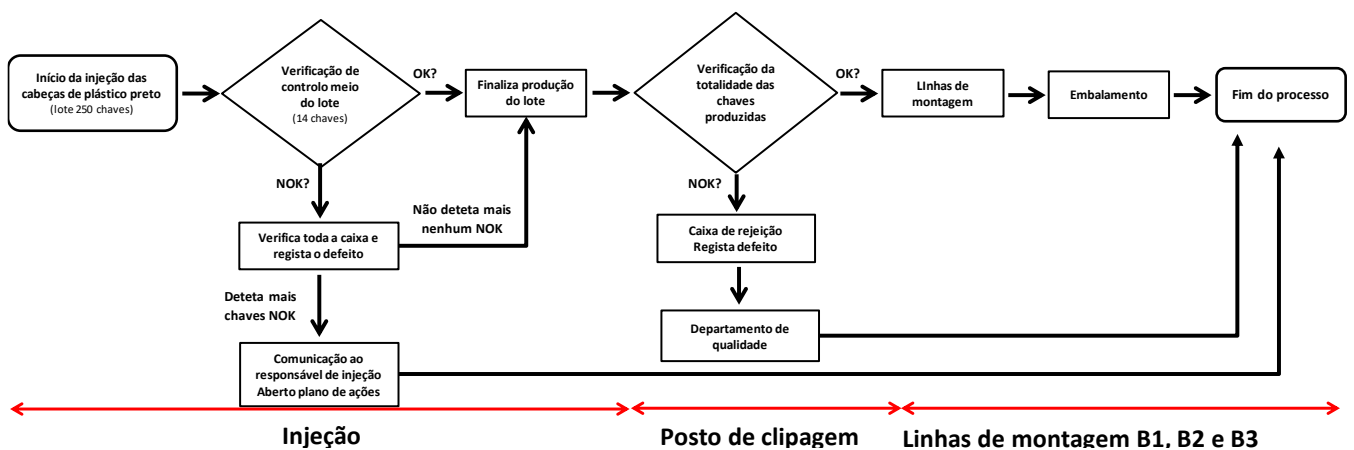 Início da injeção das
cabeças de plástico preto
(lote 250 chaves)
Verificação de
controlo meio
do lote
(14 chaves)
OK?
Finaliza produção
do lote
Verificação da
totalidade das
chaves
produzidas
OK?
LInhas de
montagem
Embalamento
Fim do processo
NOK?
Não deteta mais
nenhum NOK
Verifica toda a caixa e
regista o defeito
NOK?
Caixa de rejeição
Regista defeito
Deteta mais
chaves NOK
Departamento de
qualidade
Comunicação ao
responsável de injeção
Aberto plano de ações
Injeção
Posto de clipagem
Linhas de montagem B1, B2 e B3